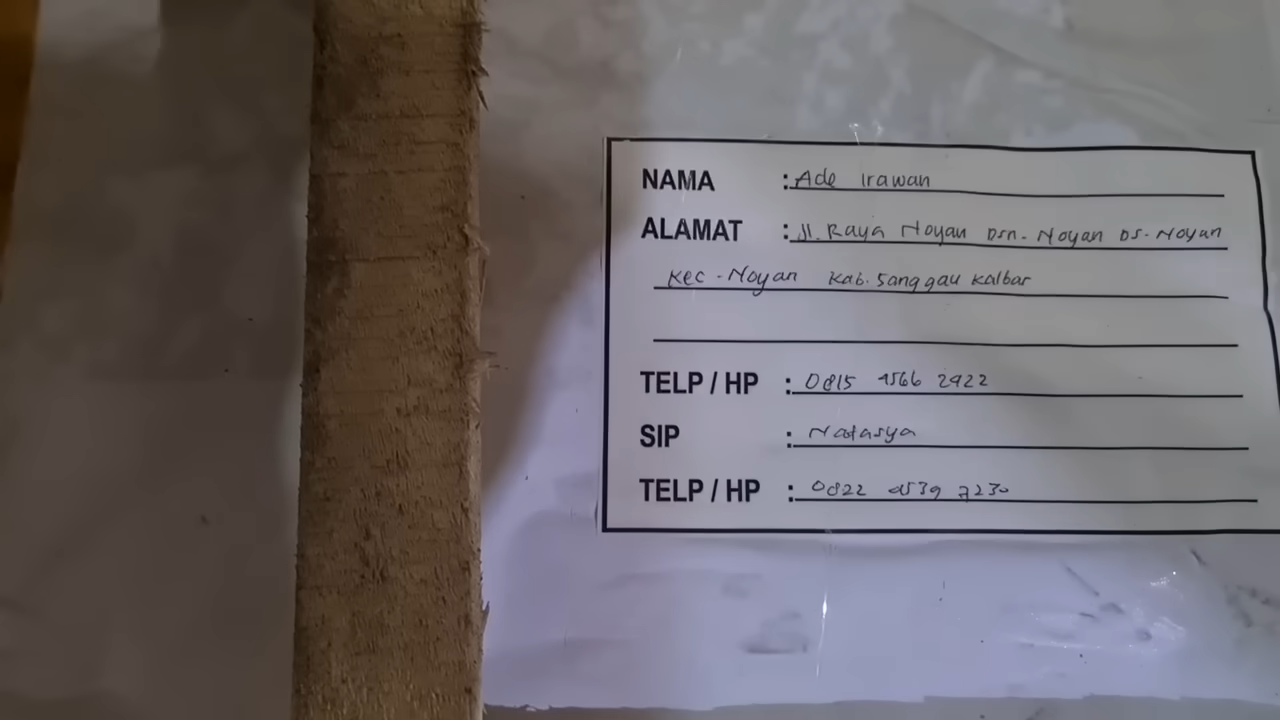 NAMA : Ade Irawan
ALAMAT : Jl. Raya Noyan Dsn. Noyan Ds. Noyan
Kec. Noyan Kab. Sanggau Kalbar
TELP / HP : 0815 4566 2922
SIP : Natasya
TELP / HP : 0822 5539 7230